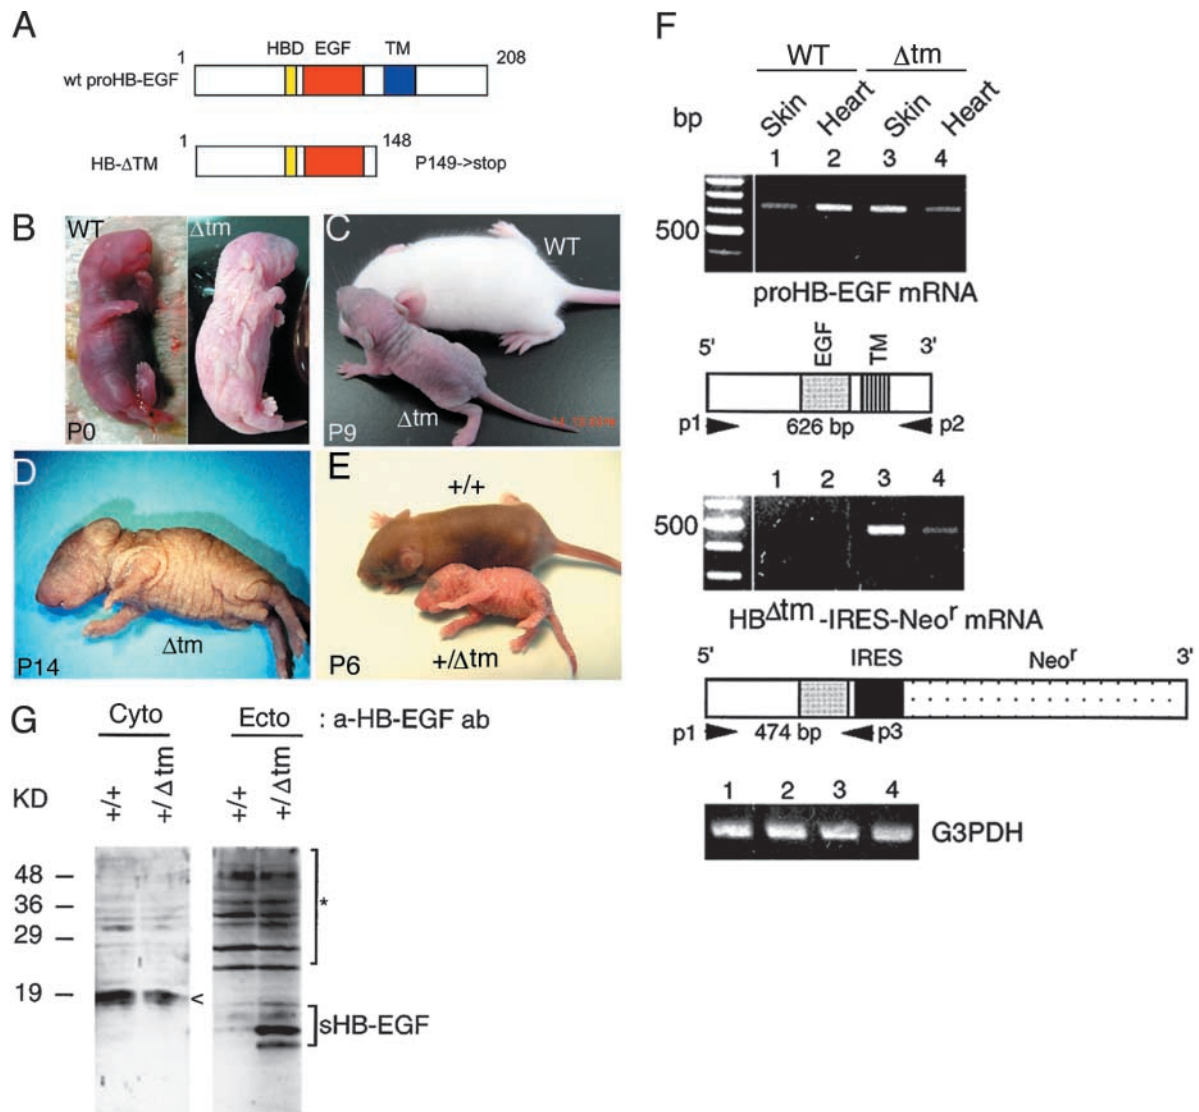 A
1 HBD EGF TM 208
wt proHB-EGF
1 148
HB-ΔTM P149->stop
B WT Δtm P0
C WT Δtm P9
D Δtm P14
E +/+ +/Δtm P6
F
WT Δtm
bp Skin Heart Skin Heart
1 2 3 4
500
proHB-EGF mRNA
5' EGF TM 3'
p1 626 bp p2
1 2 3 4
500
HBΔtm-IRES-Neor mRNA
5' IRES Neor 3'
p1 474 bp p3
1 2 3 4
G3PDH
G
Cyto Ecto : a-HB-EGF ab
KD +/+ +/Δtm +/+ +/Δtm
48
36 *
29
19 <
sHB-EGF